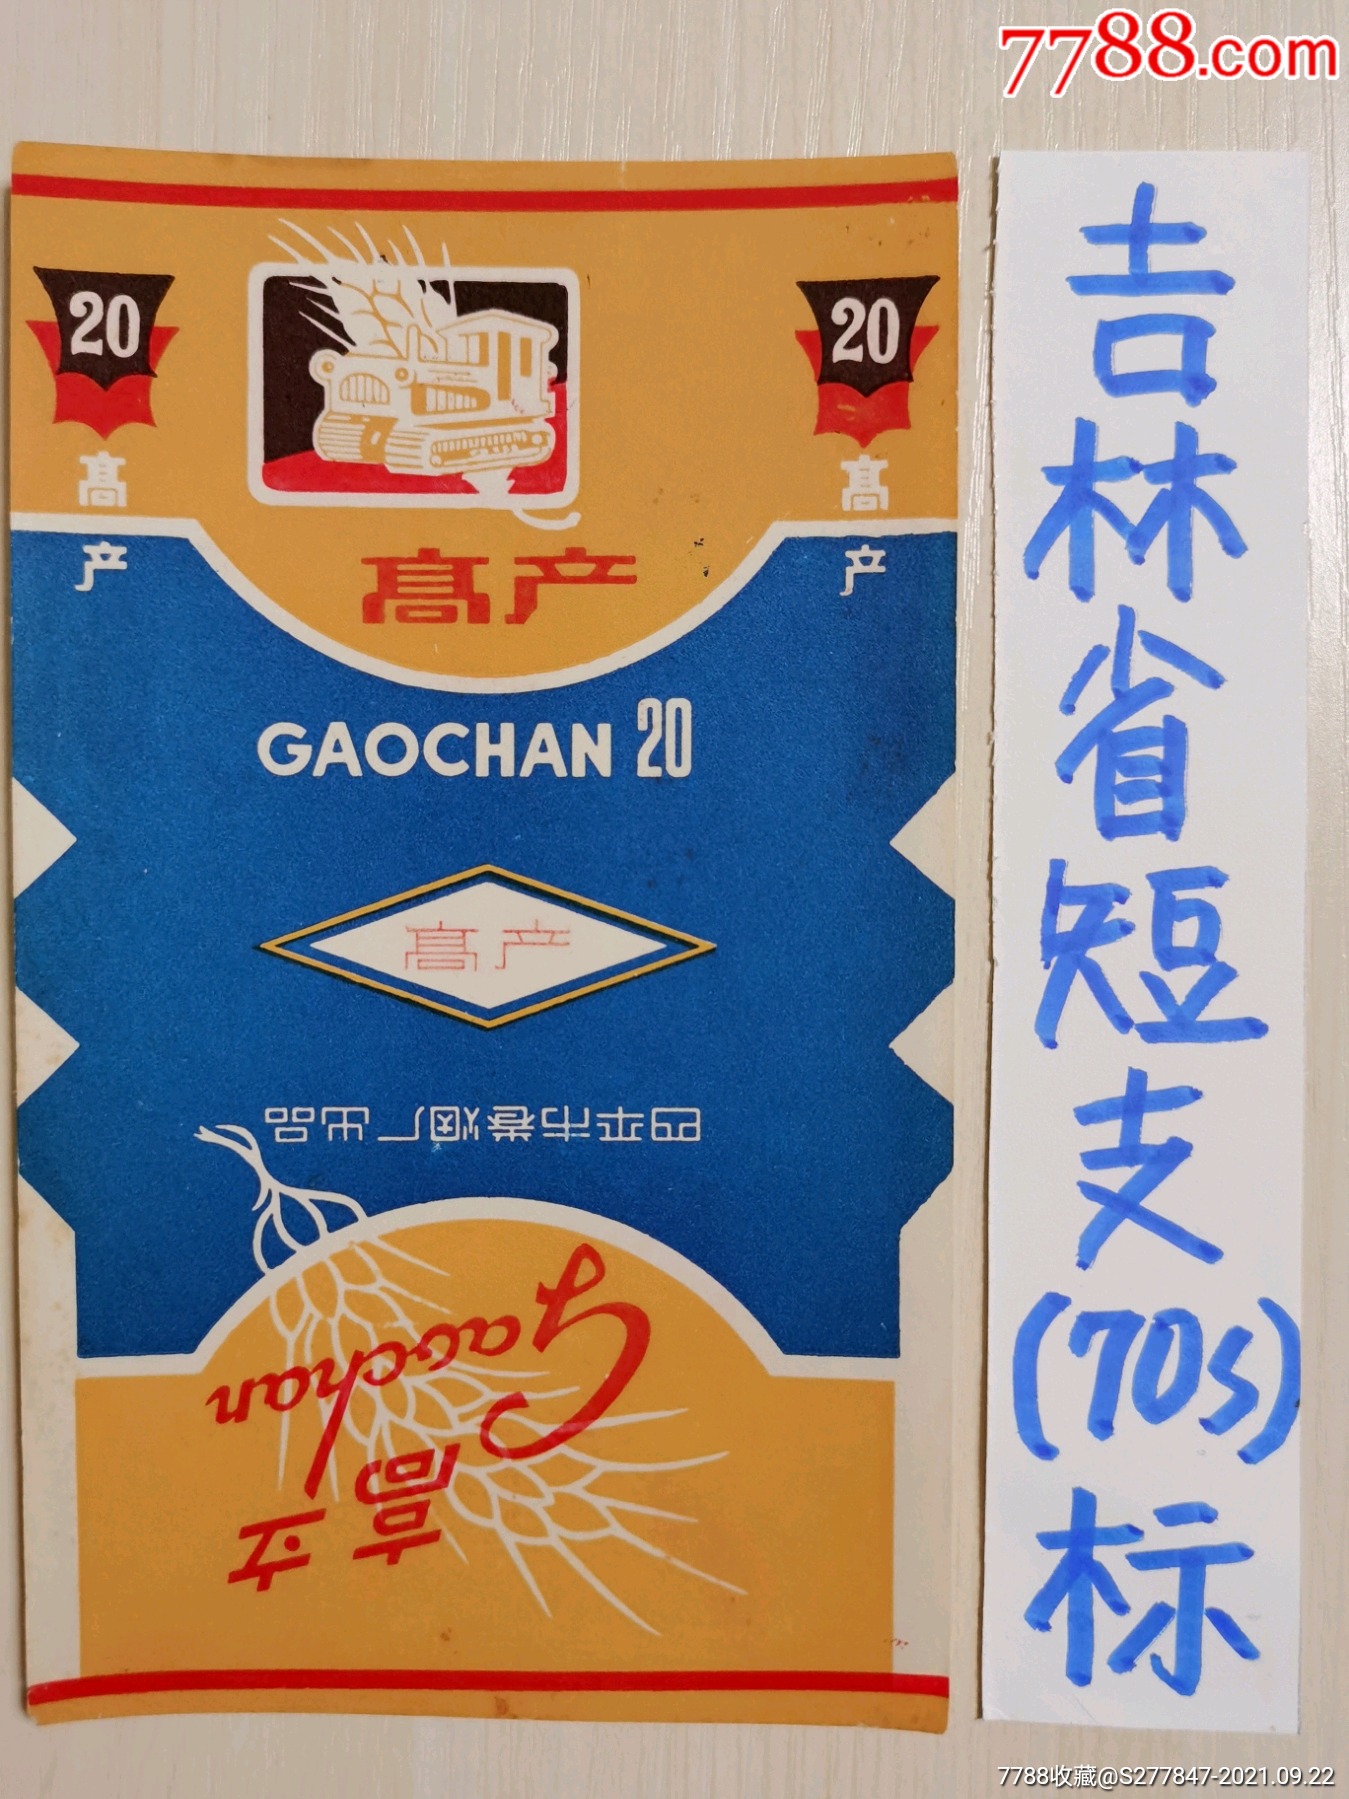 7788.com
20
高
产
20
高
产
高产
GAOCHAN 20
高产
四平市卷烟厂出品
Gaochan
高产
吉林省短支(70S)标
7788收藏@S277847-2021.09.22